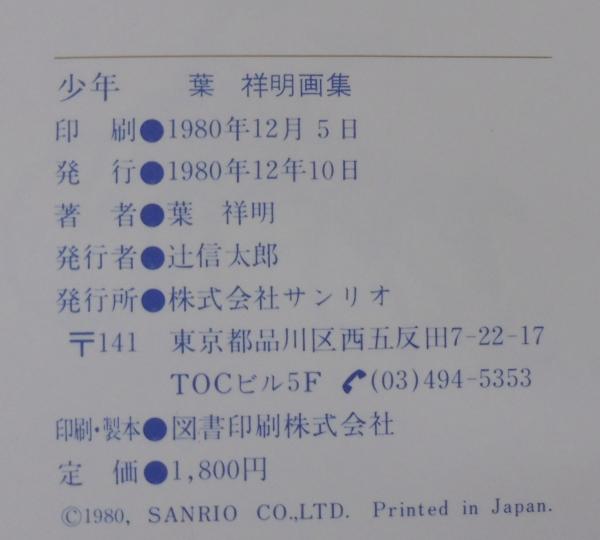 少年　葉　祥明画集
印　刷●1980年12月5日
発　行●1980年12年10日
著　者●葉　祥明
発行者●辻信太郎
発行所●株式会社サンリオ
〒141　東京都品川区西五反田7-22-17
TOCビル5F　(03)494-5353
印刷・製本●図書印刷株式会社
定　価●1,800円
©1980, SANRIO CO.,LTD. Printed in Japan.